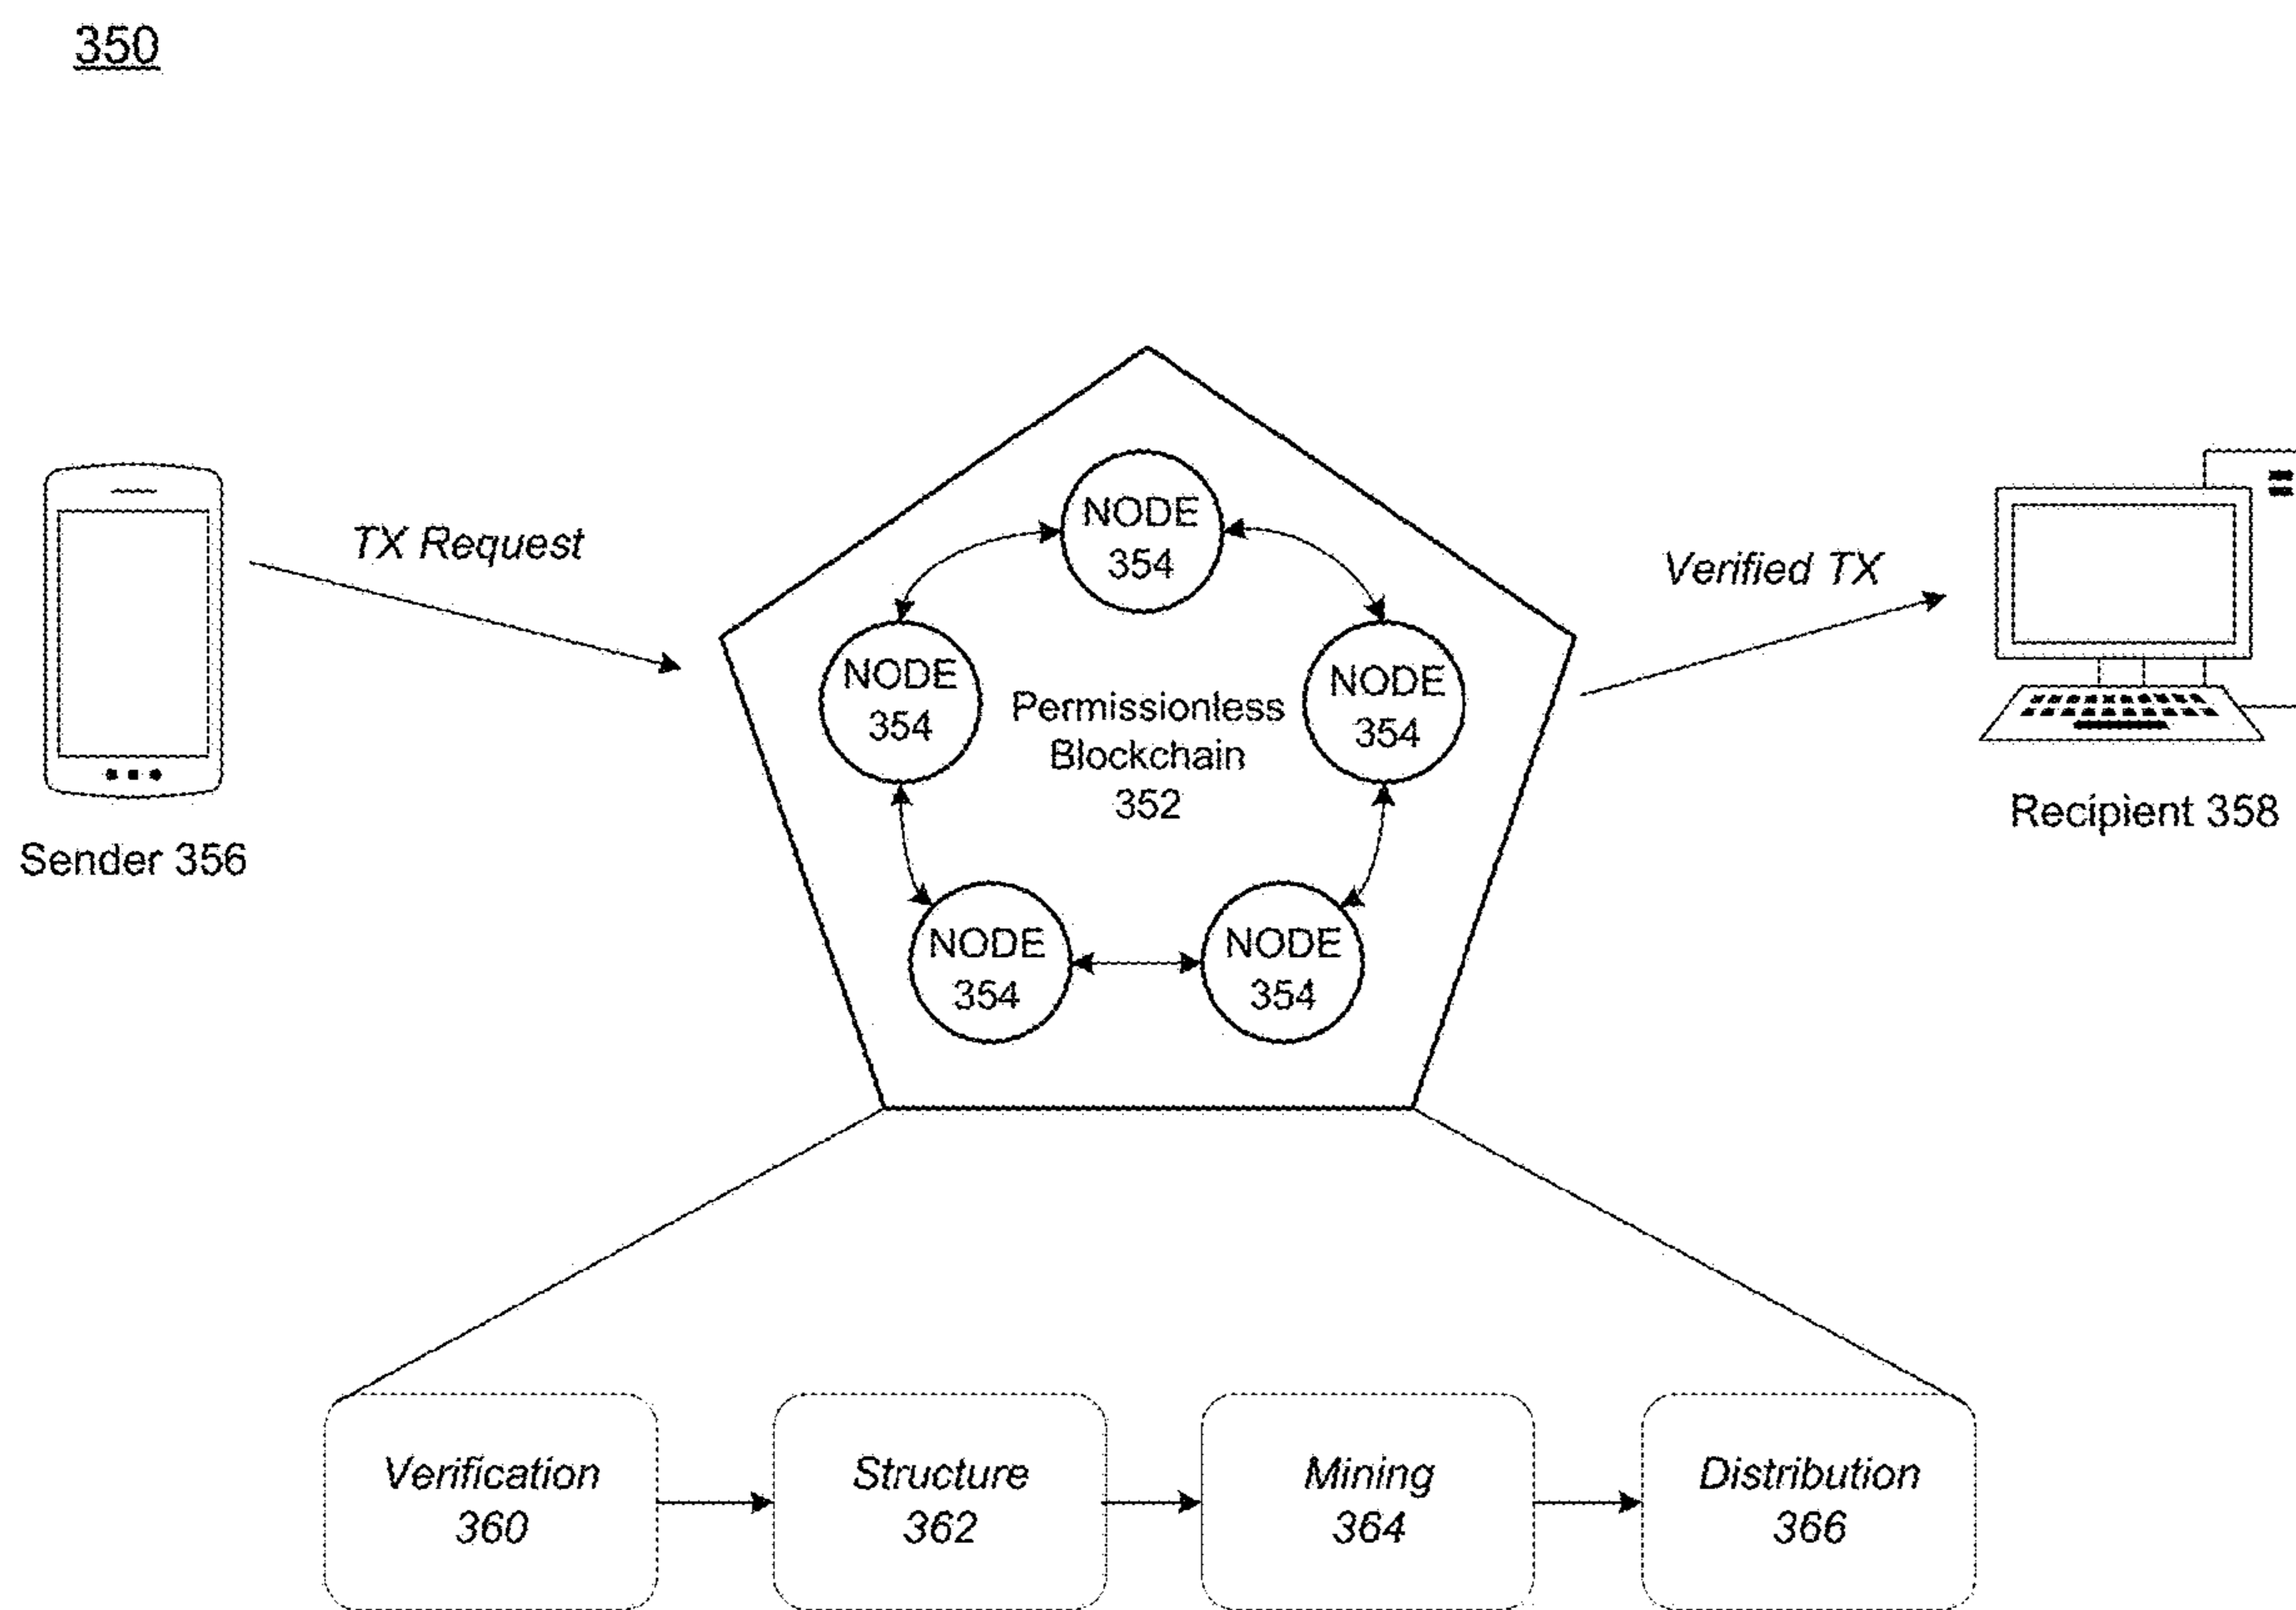 350
TX Request
Verified TX
NODE
354
NODE
354
NODE
354
Permissionless
Blockchain
352
NODE
354
NODE
354
Sender 356
Recipient 358
Verification
360
Structure
362
Mining
364
Distribution
366